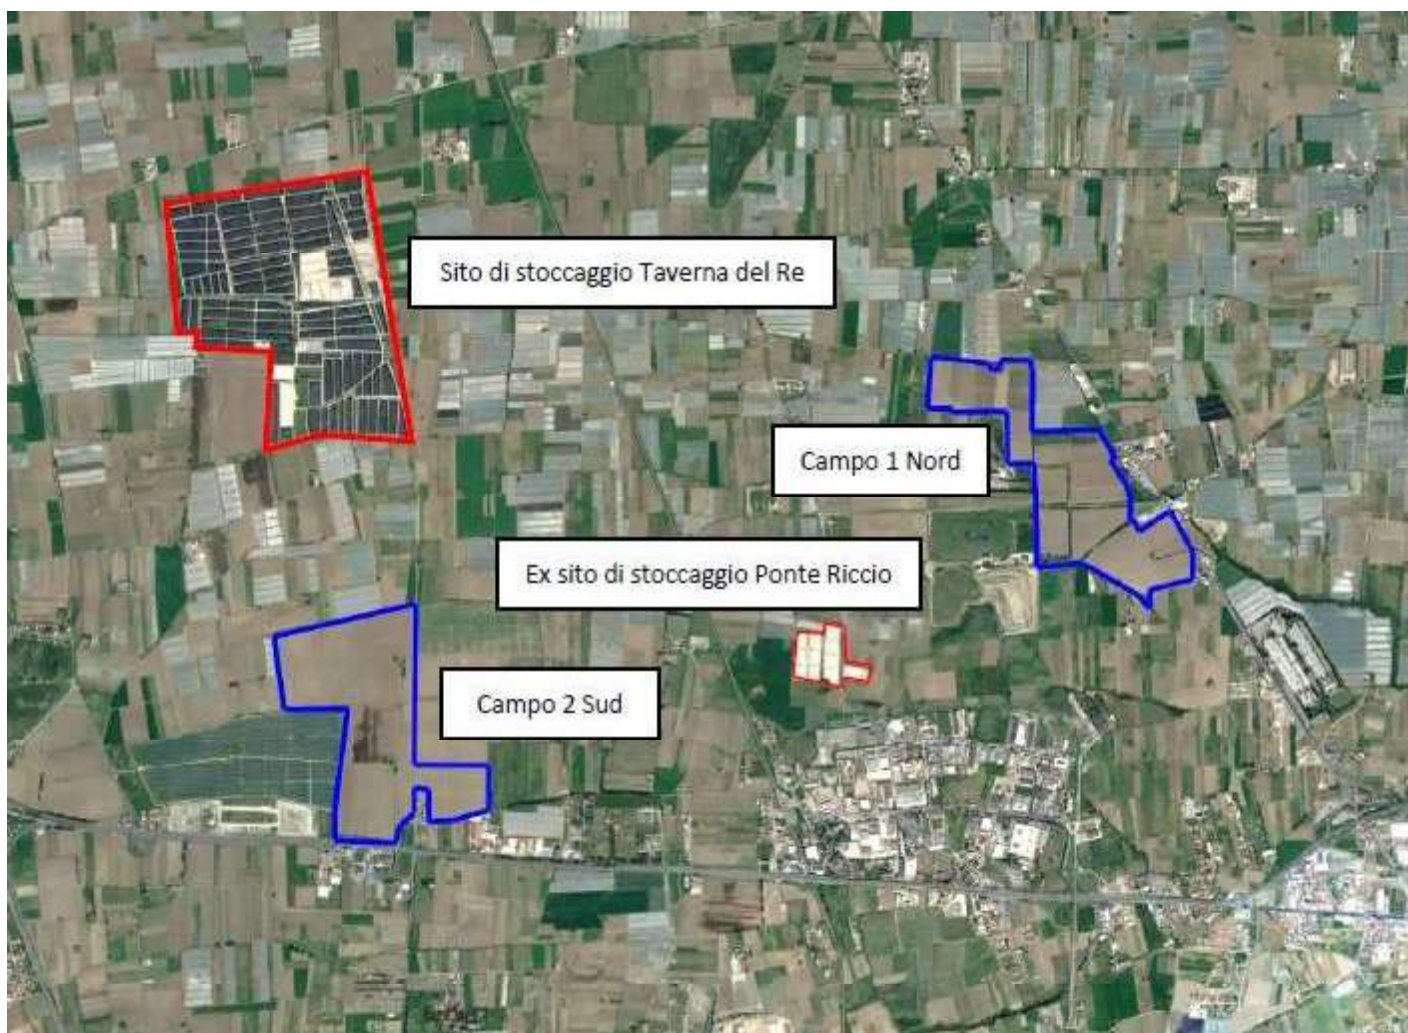 Sito di stoccaggio Taverna del Re
Campo 1 Nord
Ex sito di stoccaggio Ponte Riccio
Campo 2 Sud